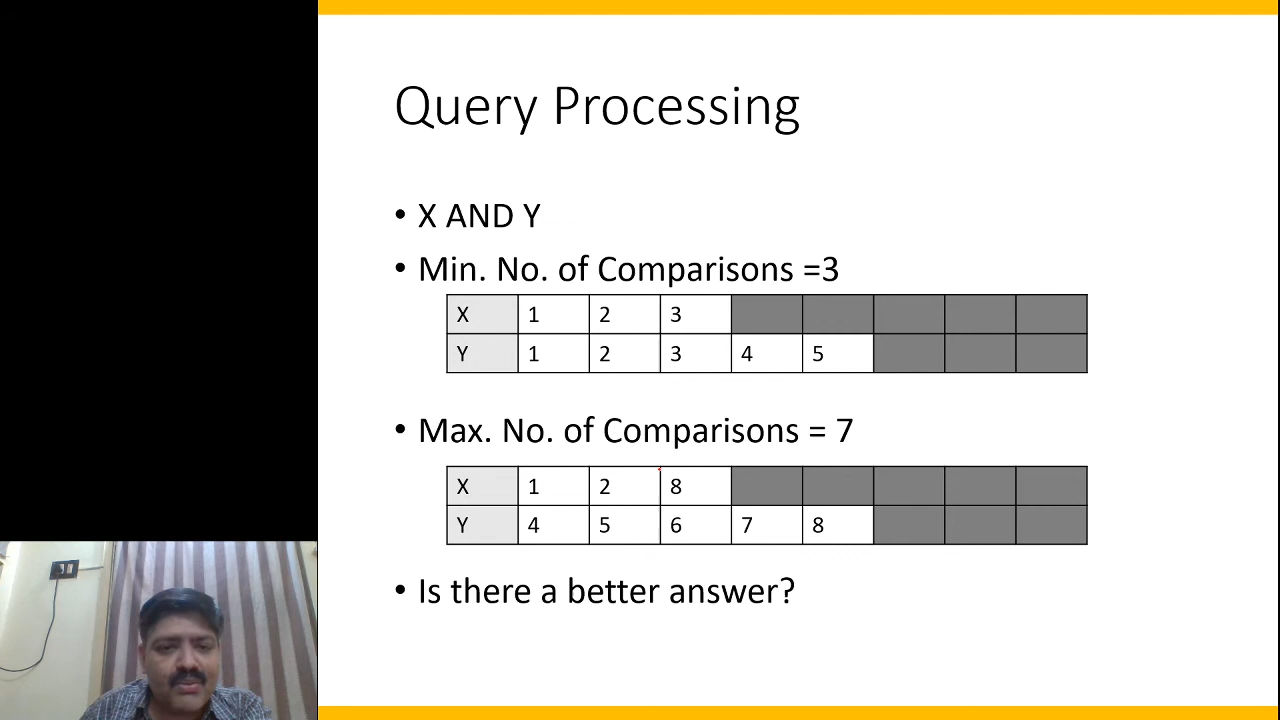 Query Processing
• X AND Y
• Min. No. of Comparisons =3
X 1 2 3
Y 1 2 3 4 5
• Max. No. of Comparisons = 7
X 1 2 8
Y 4 5 6 7 8
• Is there a better answer?